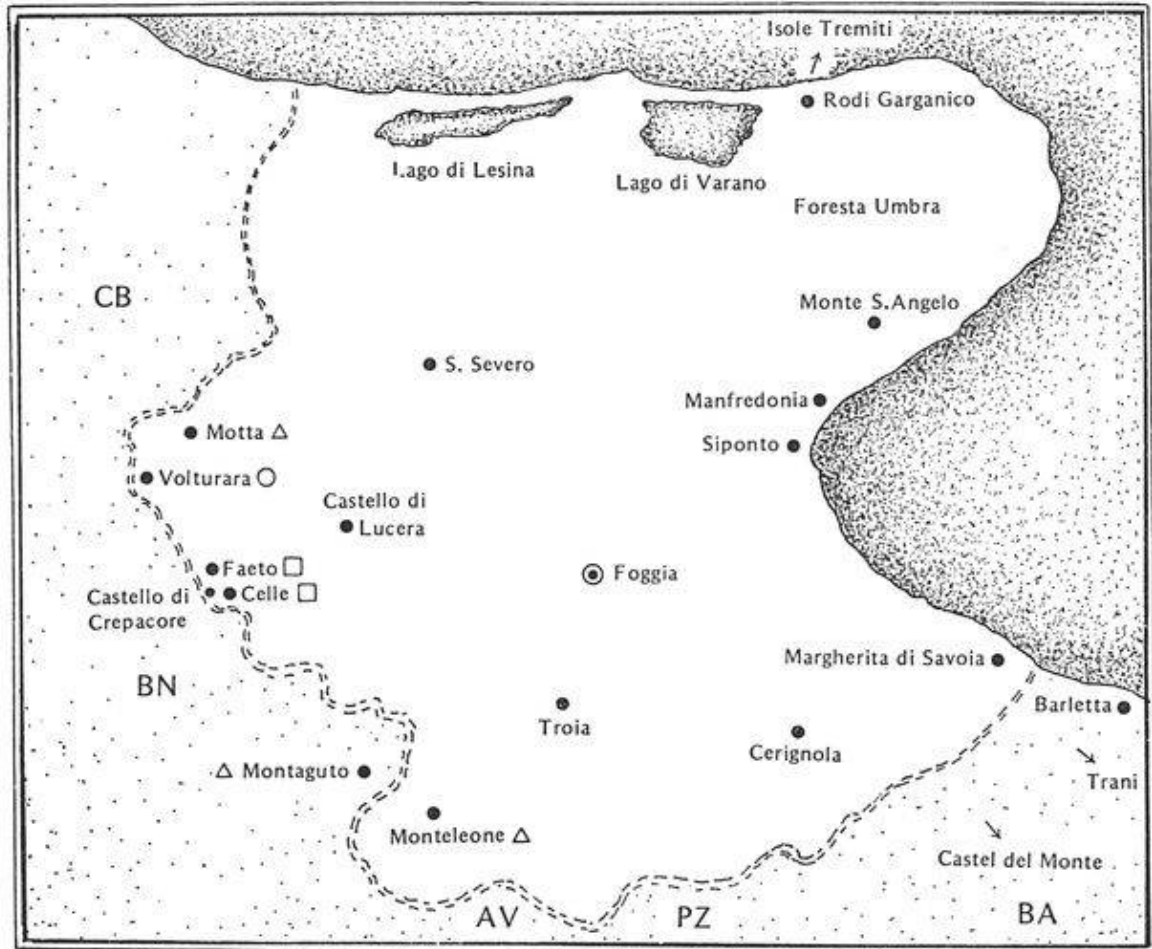 Isole Tremiti
Rodi Garganico
Lago di Lesina
Lago di Varano
Foresta Umbra
CB
Monte S.Angelo
S. Severo
Manfredonia
Motta
Siponto
Volturara
Castello di
Lucera
Faeto
Foggia
Celle
Castello di
Crepacore
Margherita di Savoia
BN
Barletta
Troia
Cerignola
Montaguto
Trani
Monteleone
Castel del Monte
AV
PZ
BA